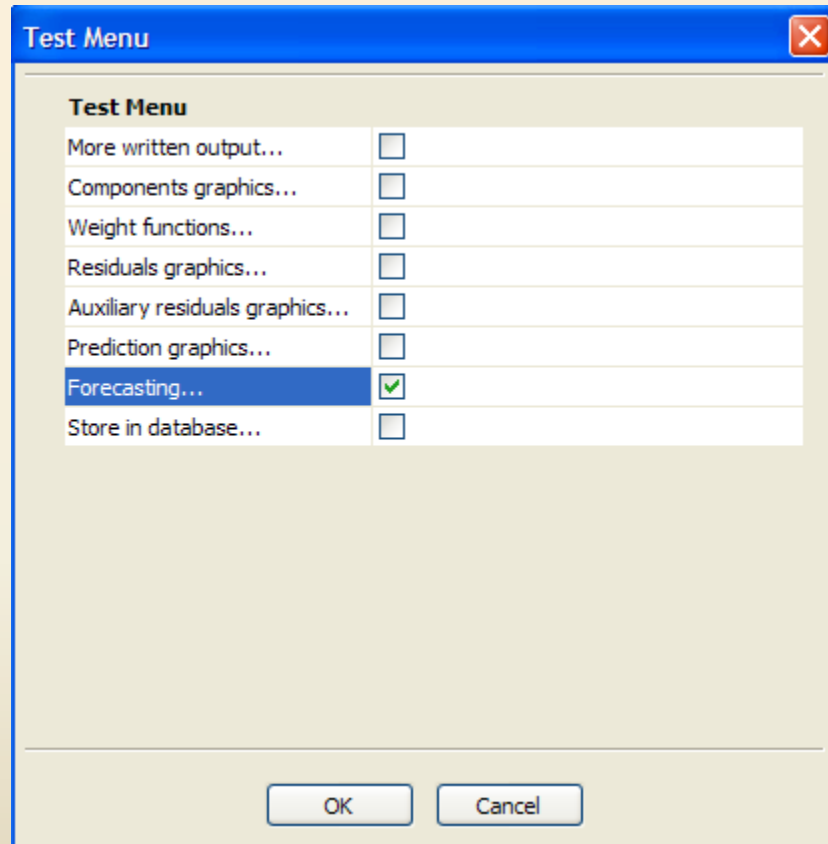 Test Menu
Test Menu
More written output...
Components graphics...
Weight functions...
Residuals graphics...
Auxiliary residuals graphics...
Prediction graphics...
Forecasting...
Store in database...
OK Cancel